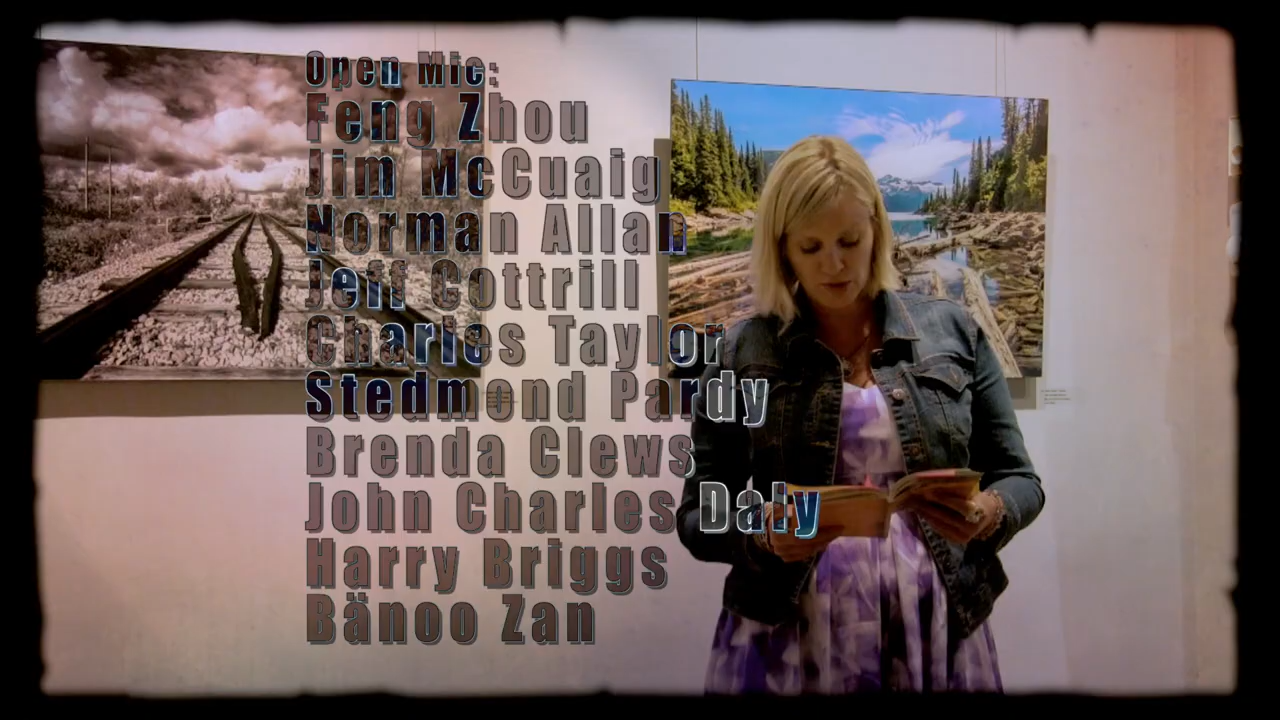 Open Mic:
Feng Zhou
Jim McCuaig
Norman Allan
Jeff Cottrill
Charles Taylor
Stedmond Pardy
Brenda Clews
John Charles Daly
Harry Briggs
Bänoo Zan